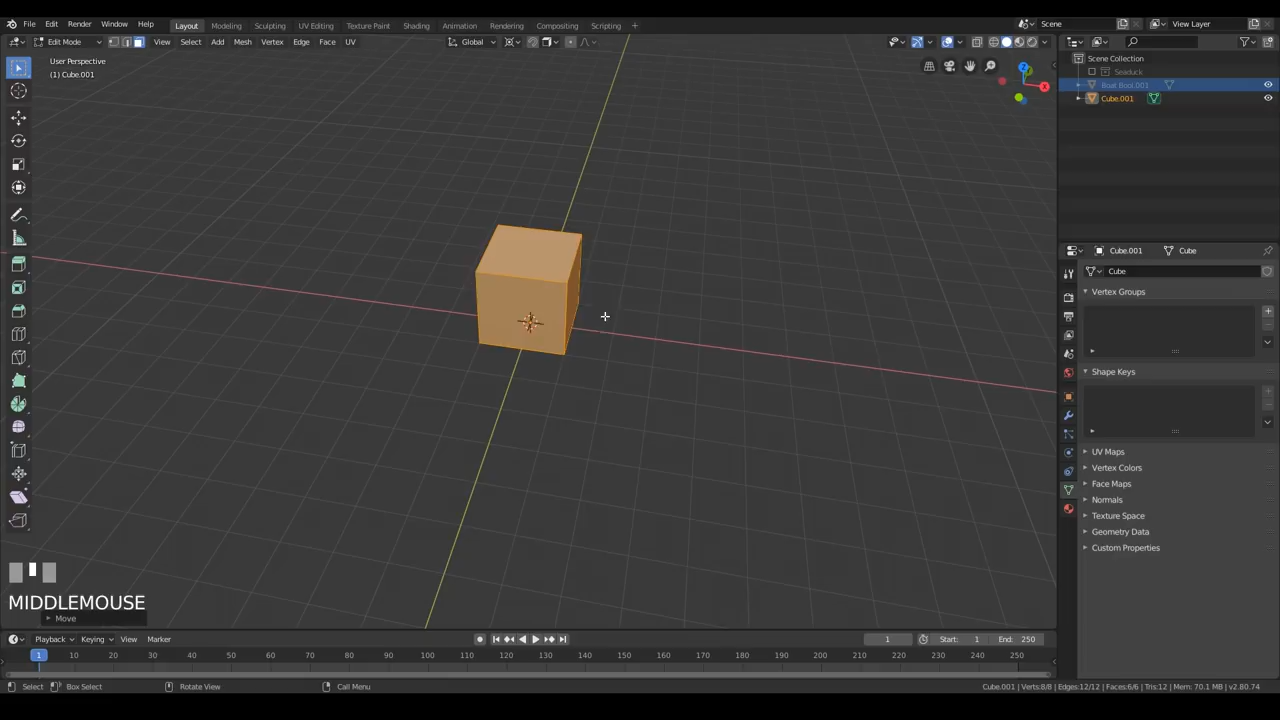 File Edit Render Window Help Layout Modeling Sculpting UV Editing Texture Paint Shading Animation Rendering Compositing Scripting + Scene View Layer
Edit Mode View Select Add Mesh Vertex Edge Face UV Global
User Perspective
(1) Cube.001
Scene Collection
Seaduck
Boat Bool.001
Cube.001
Cube.001 Cube
Cube
Vertex Groups
Shape Keys
UV Maps
Vertex Colors
Face Maps
Normals
Texture Space
Geometry Data
Custom Properties
MIDDLEMOUSE
Move
Playback Keying View Marker 1 Start: 1 End: 250
1 10 20 30 40 50 60 70 80 90 100 110 120 130 140 150 160 170 180 190 200 210 220 230 240 250
Select Box Select Rotate View Call Menu Cube.001 | Verts:8/8 | Edges:12/12 | Faces:6/6 | Tris:12 | Mem: 70.1 MB | v2.80.74